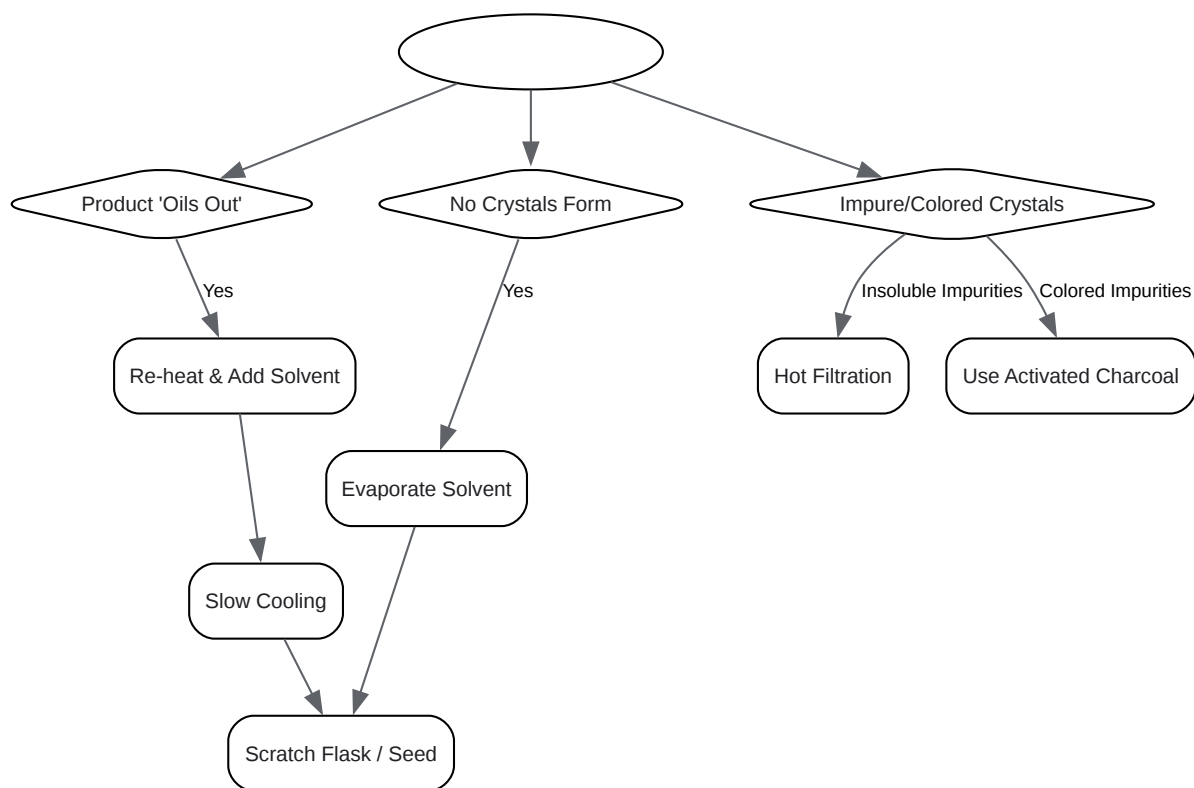 Product 'Oils Out'
No Crystals Form
Impure/Colored Crystals
Yes
Yes
Insoluble Impurities
Colored Impurities
Re-heat & Add Solvent
Hot Filtration
Use Activated Charcoal
Evaporate Solvent
Slow Cooling
Scratch Flask / Seed